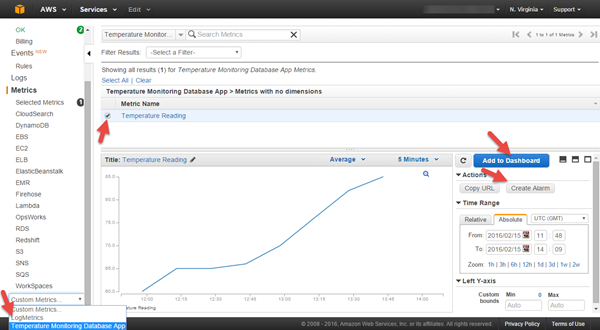 AWS Services Edit N. Virginia Support
OK 2
Billing
Events NEW
Rules
Logs
Metrics
Selected Metrics 1
CloudSearch
DynamoDB
EBS
EC2
ELB
ElasticBeanstalk
EMR
Firehose
Lambda
OpsWorks
RDS
Redshift
S3
SNS
SQS
WorkSpaces
Custom Metrics...
Custom Metrics...
LogMetrics
Temperature Monitoring Database App
Temperature Monitor... Search Metrics X 1 to 1 of 1 Metrics
Filter Results: -Select a Filter-
Showing all results (1) for Temperature Monitoring Database App Metrics.
Select All | Clear
Temperature Monitoring Database App > Metrics with no dimensions
Metric Name
Temperature Reading
Title: Temperature Reading Average 5 Minutes
85.0
80.0
75.0
70.0
65.0
60.0
12:00 12:15 12:30 12:45 13:00 13:15 13:30 13:45 14:00
Temperature Reading
Add to Dashboard
Actions
Copy URL Create Alarm
Time Range
Relative Absolute UTC (GMT)
From: 2016/02/15 11 : 48
To: 2016/02/15 14 : 09
Zoom: 1h | 3h | 6h | 12h | 1d | 3d | 1w | 2w
Left Y-axis
Custom bounds Min 0 Max
Auto Auto
© 2008 - 2016, Amazon Web Services, Inc. or its affiliates. All rights reserved. Privacy Policy Terms of Use